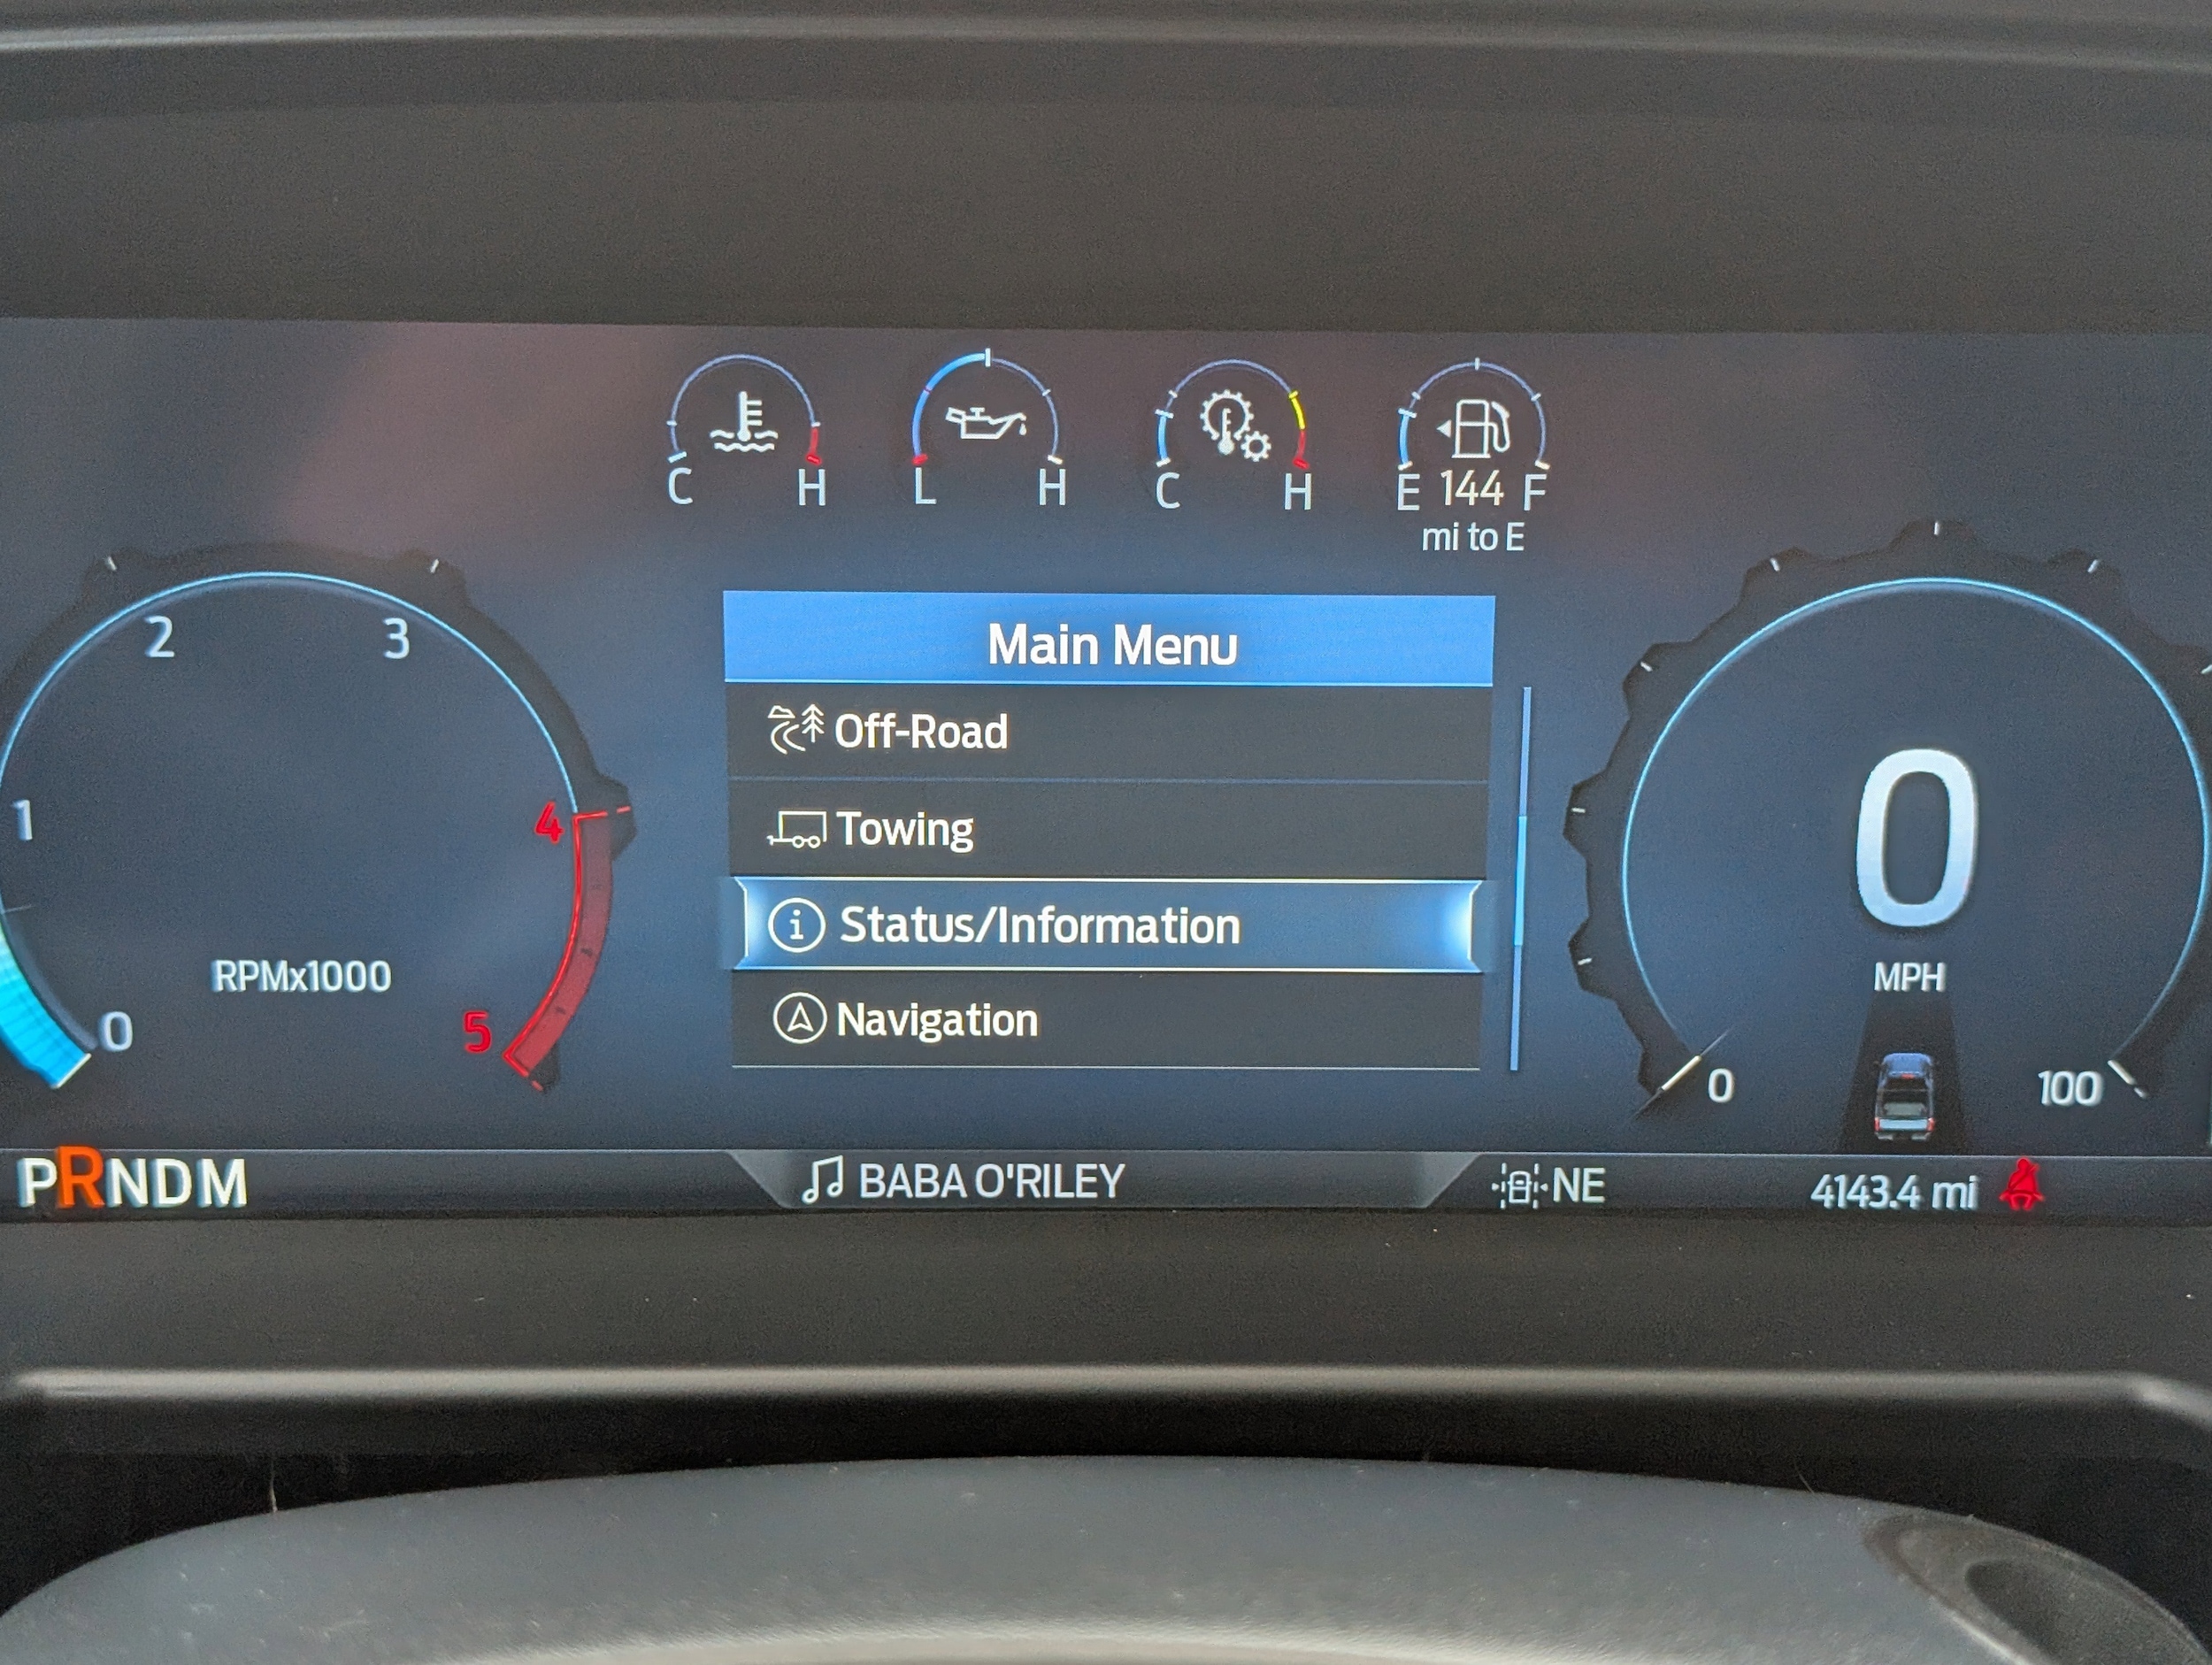 C H L H C H E 144 F
mi to E
Main Menu
Off-Road
Towing
Status/Information
Navigation
2 3
1 4
0 5
RPMx1000
0
MPH
0 100
PRNDM
BABA O'RILEY
NE
4143.4 mi